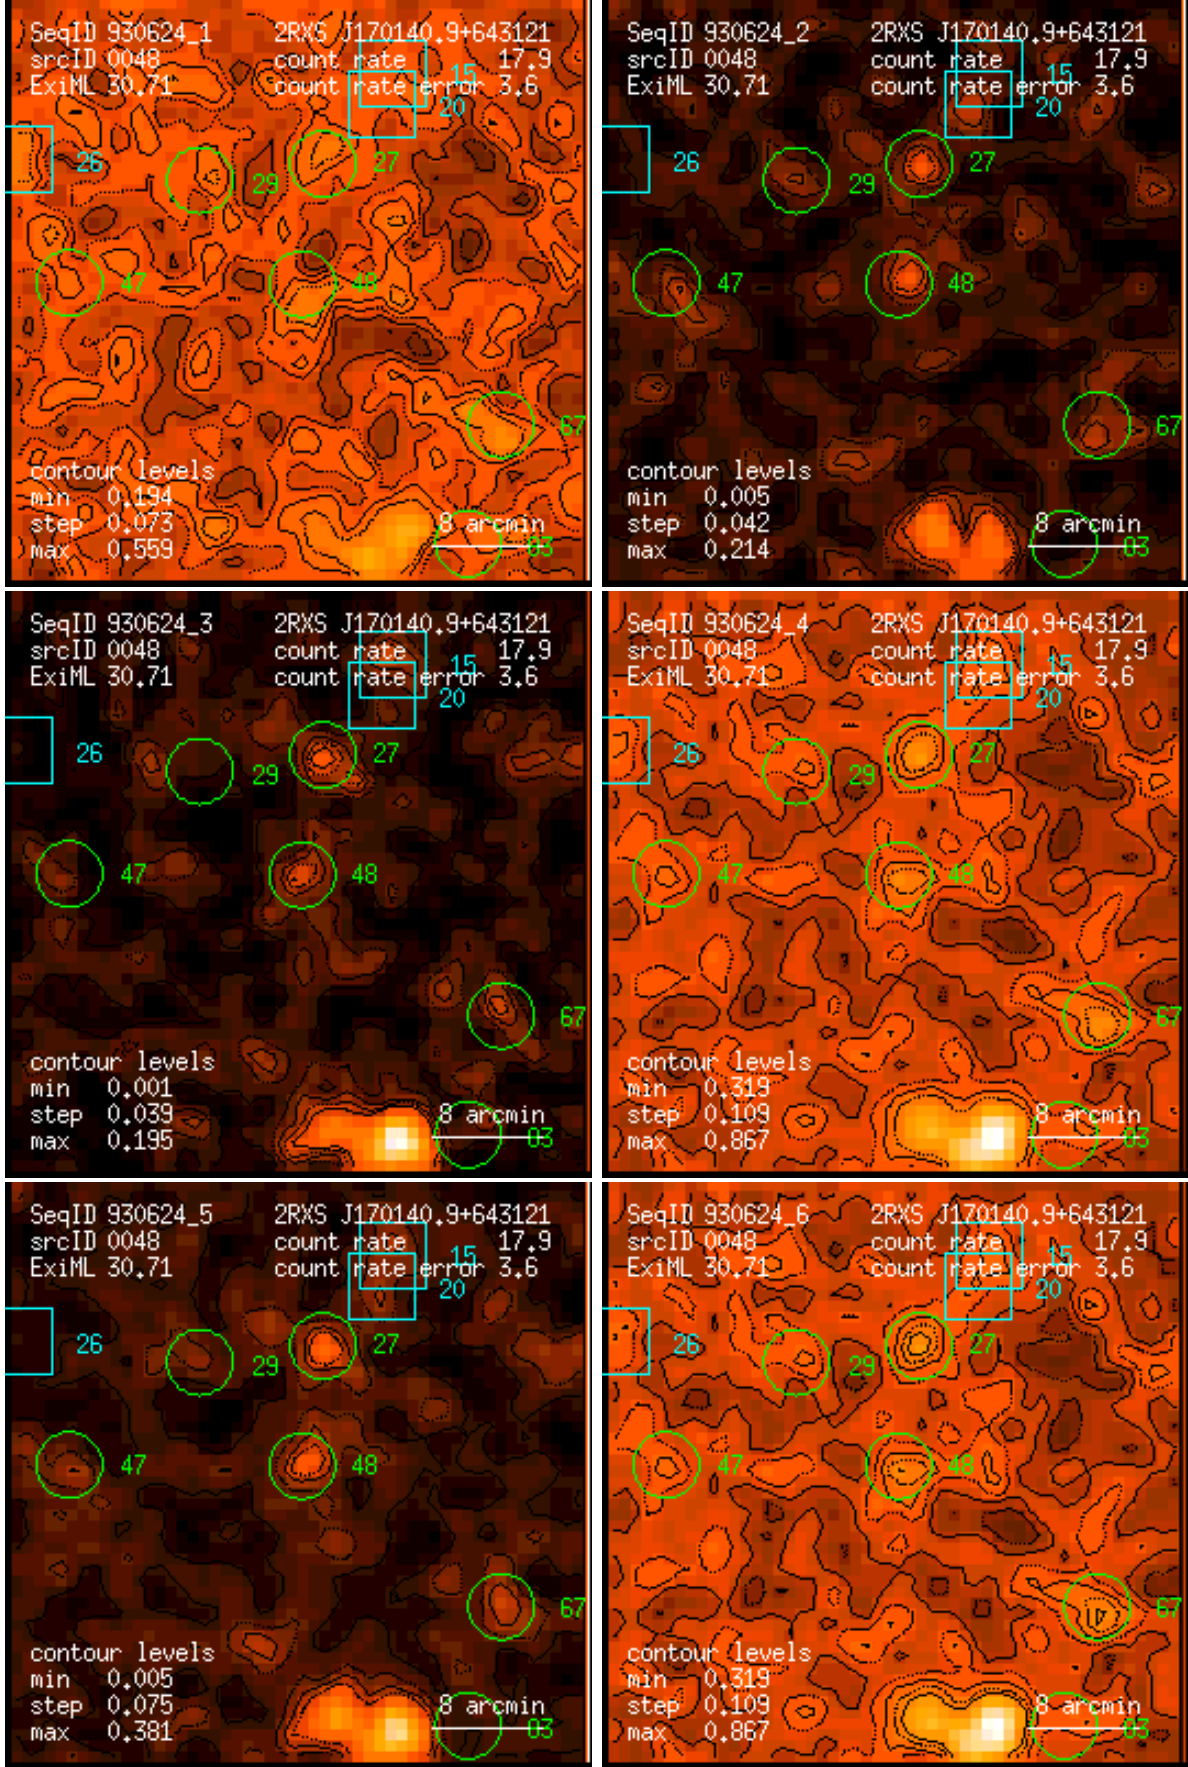 SeqID 930624_1 2RXS J170140.9+643121
srcID 0048 count rate 17.9
ExiML 30.71 count rate error 3.6
15
20
26
27
29
47
48
67
contour levels
min 0.194
step 0.073
max 0.559
8 arcmin
03
SeqID 930624_2 2RXS J170140.9+643121
srcID 0048 count rate 17.9
ExiML 30.71 count rate error 3.6
15
20
26
27
29
47
48
67
contour levels
min 0.005
step 0.042
max 0.214
8 arcmin
03
SeqID 930624_3 2RXS J170140.9+643121
srcID 0048 count rate 17.9
ExiML 30.71 count rate error 3.6
15
20
26
27
29
47
48
67
contour levels
min 0.001
step 0.039
max 0.195
8 arcmin
03
SeqID 930624_4 2RXS J170140.9+643121
srcID 0048 count rate 17.9
ExiML 30.71 count rate error 3.6
15
20
26
27
29
47
48
67
contour levels
min 0.319
step 0.109
max 0.867
8 arcmin
03
SeqID 930624_5 2RXS J170140.9+643121
srcID 0048 count rate 17.9
ExiML 30.71 count rate error 3.6
15
20
26
27
29
47
48
67
contour levels
min 0.005
step 0.075
max 0.381
8 arcmin
03
SeqID 930624_6 2RXS J170140.9+643121
srcID 0048 count rate 17.9
ExiML 30.71 count rate error 3.6
15
20
26
27
29
47
48
67
contour levels
min 0.319
step 0.109
max 0.867
8 arcmin
03